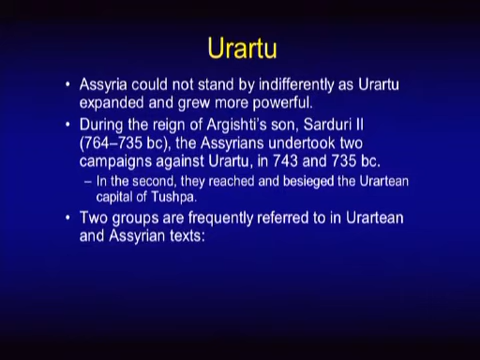 Urartu
• Assyria could not stand by indifferently as Urartu
expanded and grew more powerful.
• During the reign of Argishti's son, Sarduri II
(764–735 bc), the Assyrians undertook two
campaigns against Urartu, in 743 and 735 bc.
– In the second, they reached and besieged the Urartean
capital of Tushpa.
• Two groups are frequently referred to in Urartean
and Assyrian texts: